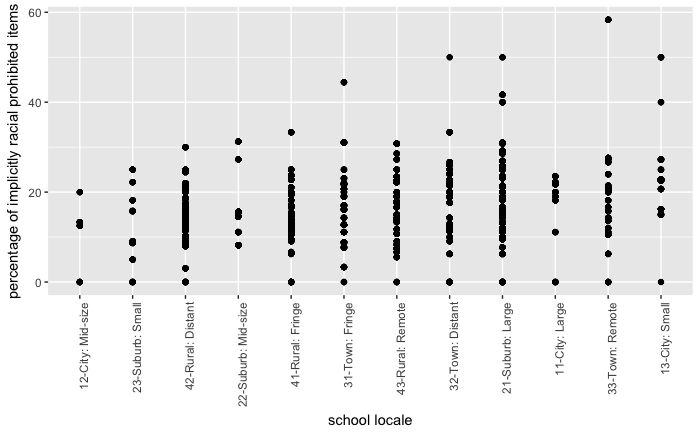 percentage of implicitly racial prohibited items
60
40
20
0
12-City: Mid-size
23-Suburb: Small
42-Rural: Distant
22-Suburb: Mid-size
41-Rural: Fringe
31-Town: Fringe
43-Rural: Remote
32-Town: Distant
21-Suburb: Large
11-City: Large
33-Town: Remote
13-City: Small
school locale